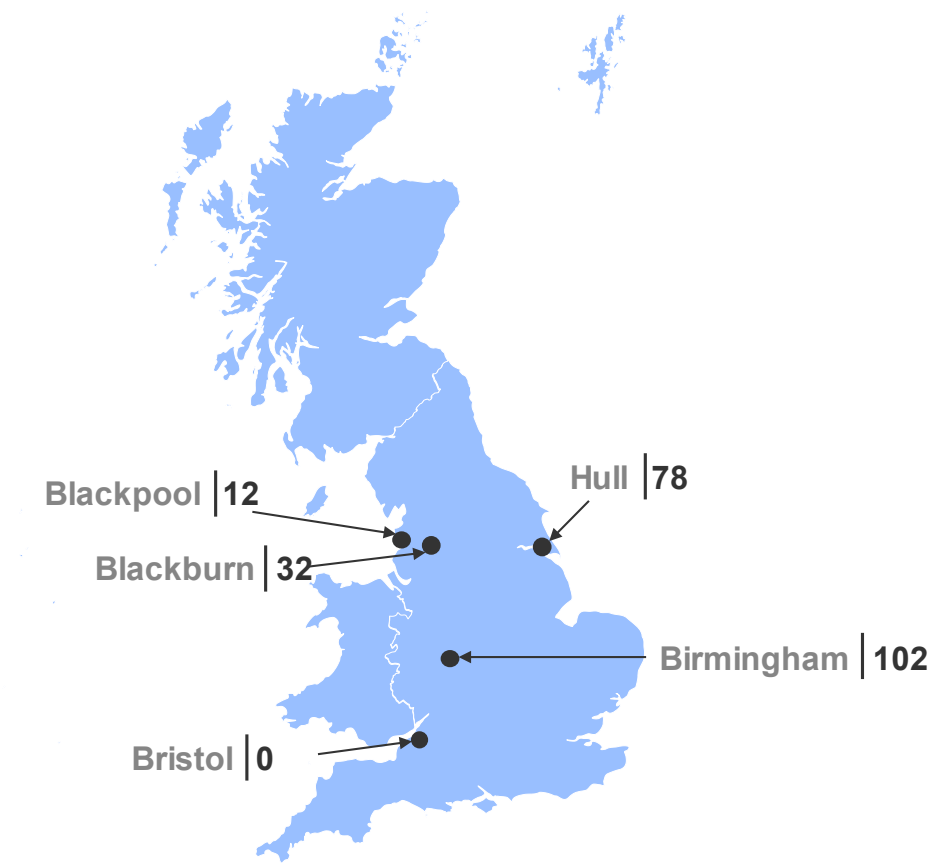 Hull | 78
Blackpool | 12
Blackburn | 32
Birmingham | 102
Bristol | 0